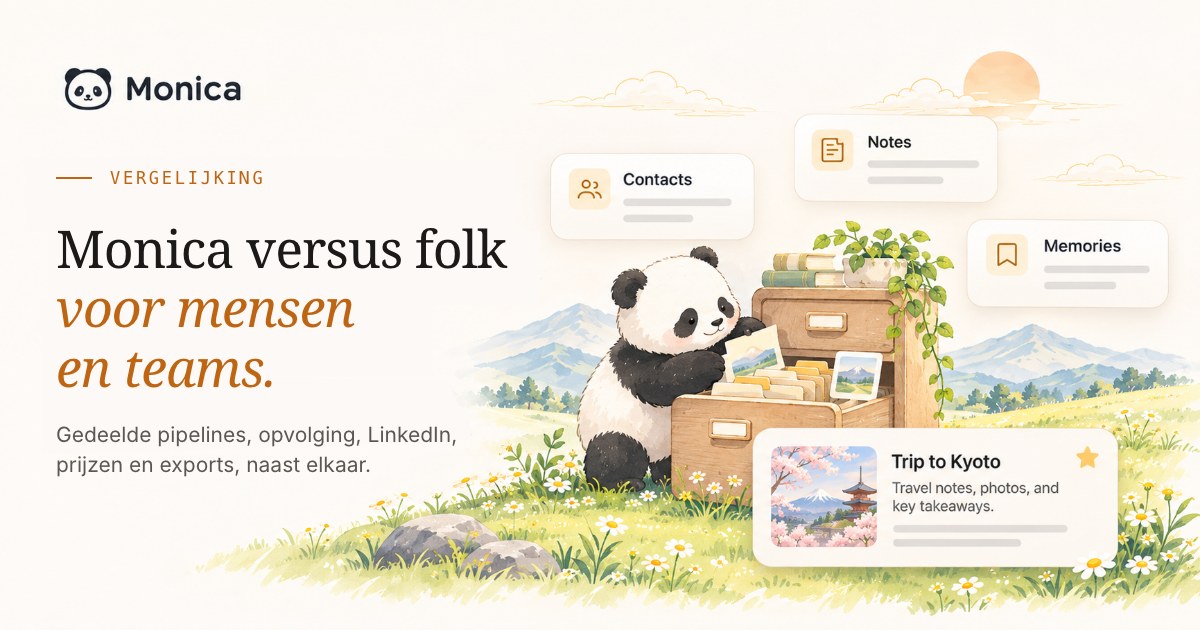 Monica
VERGELIJKING
Monica versus folk
voor mensen
en teams.
Gedeelde pipelines, opvolging, LinkedIn,
prijzen en exports, naast elkaar.
Contacts
Notes
Memories
Trip to Kyoto
Travel notes, photos, and
key takeaways.